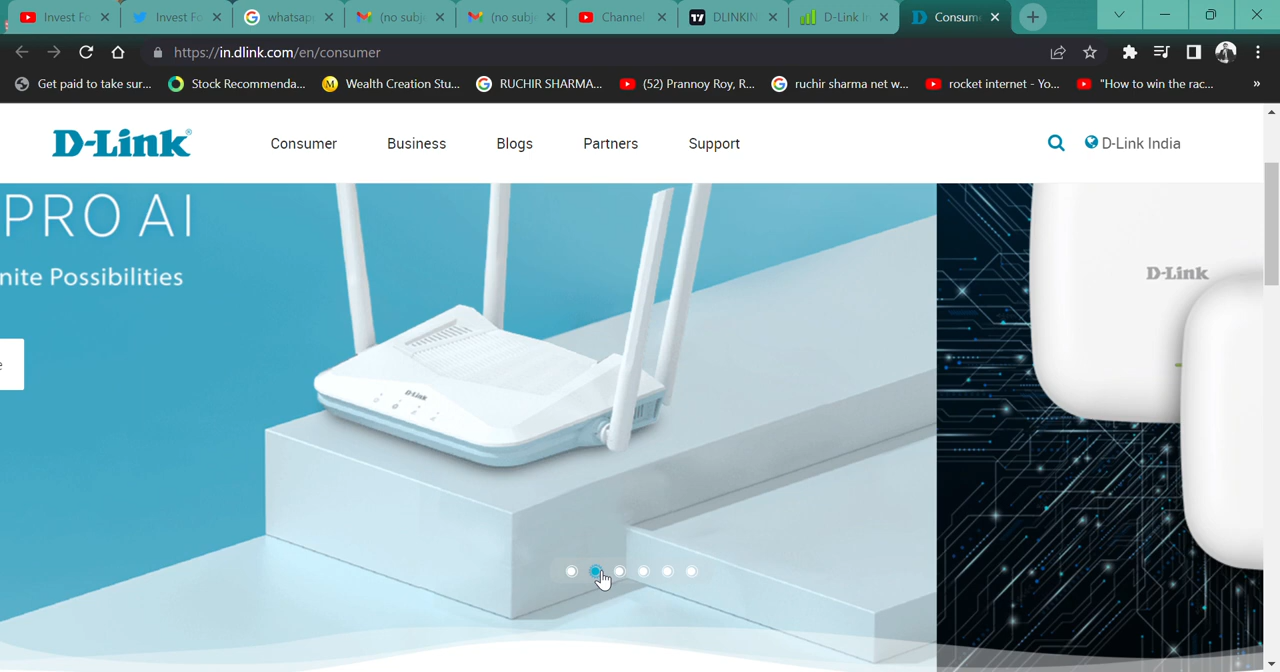 Invest Fo
Invest Fo
whatsap
(no subj
(no subj
Channel
DLINKIN
D-Link I
Consum
https://in.dlink.com/en/consumer
Get paid to take sur...
Stock Recommenda...
Wealth Creation Stu...
RUCHIR SHARMA...
(52) Prannoy Roy, R...
ruchir sharma net w...
rocket internet - Yo...
"How to win the rac...
»
D-Link
Consumer
Business
Blogs
Partners
Support
D-Link India
PRO AI
nite Possibilities
e
D-Link
D-Link